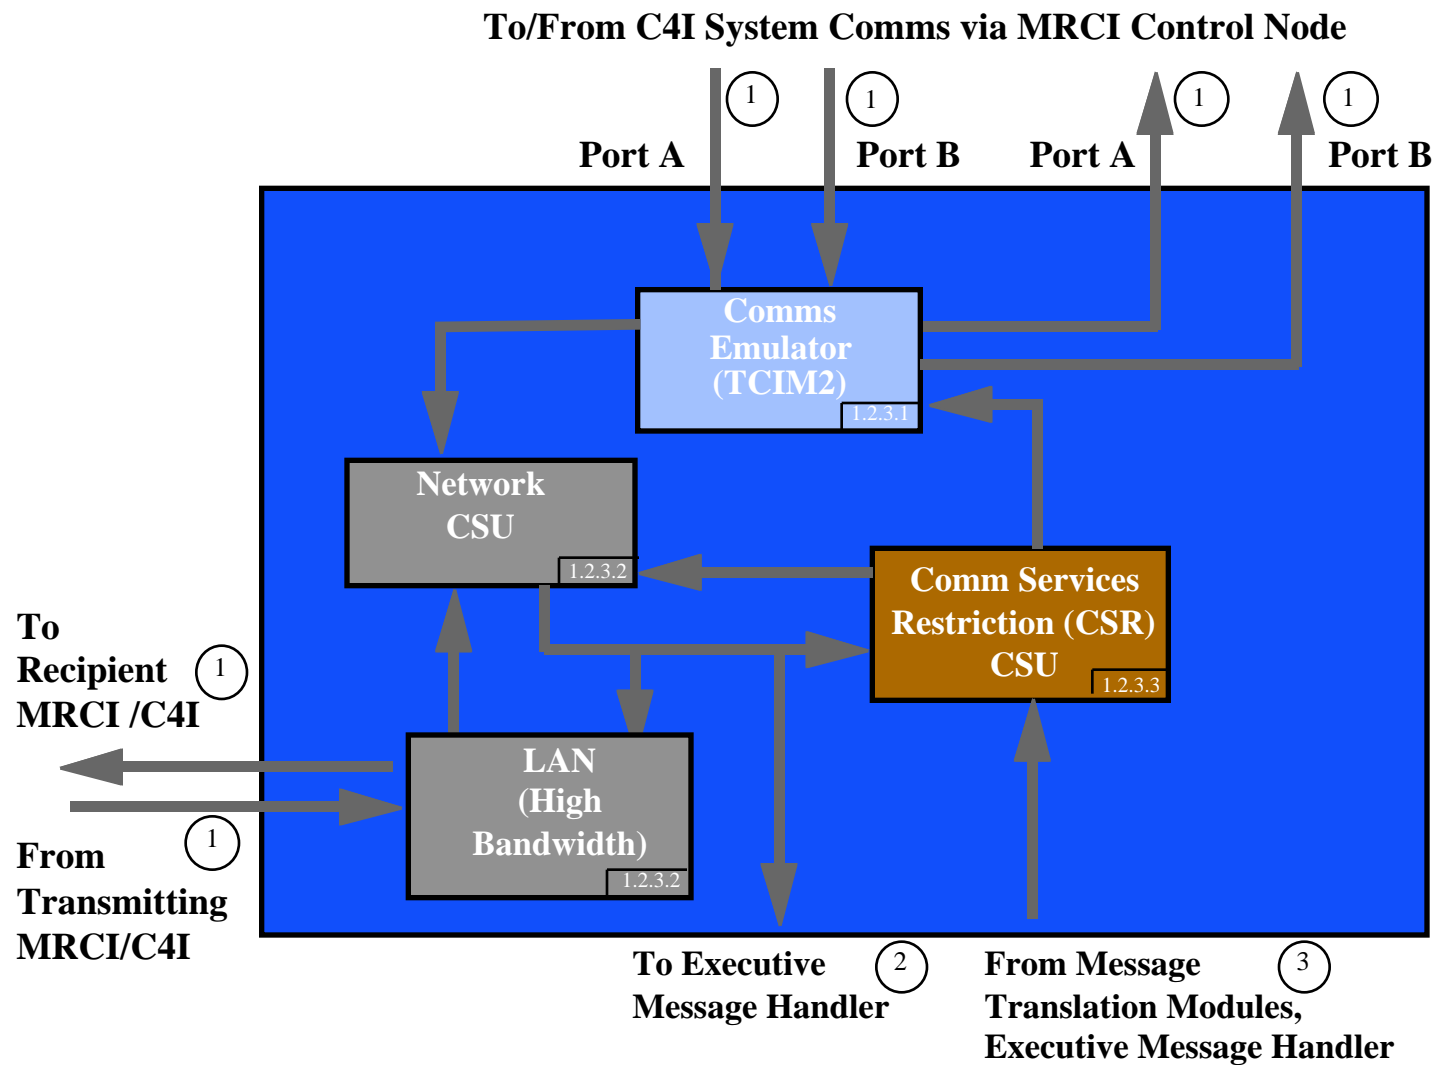 To/From C4I System Comms via MRCI Control Node
1
1
1
1
Port A
Port B
Port A
Port B
Comms
Emulator
(TCIM2)
1.2.3.1
Network
CSU
1.2.3.2
Comm Services
Restriction (CSR)
CSU
1.2.3.3
To
Recipient
MRCI /C4I
1
LAN
(High
Bandwidth)
1.2.3.2
1
From
Transmitting
MRCI/C4I
To Executive
Message Handler
2
From Message
Translation Modules,
Executive Message Handler
3